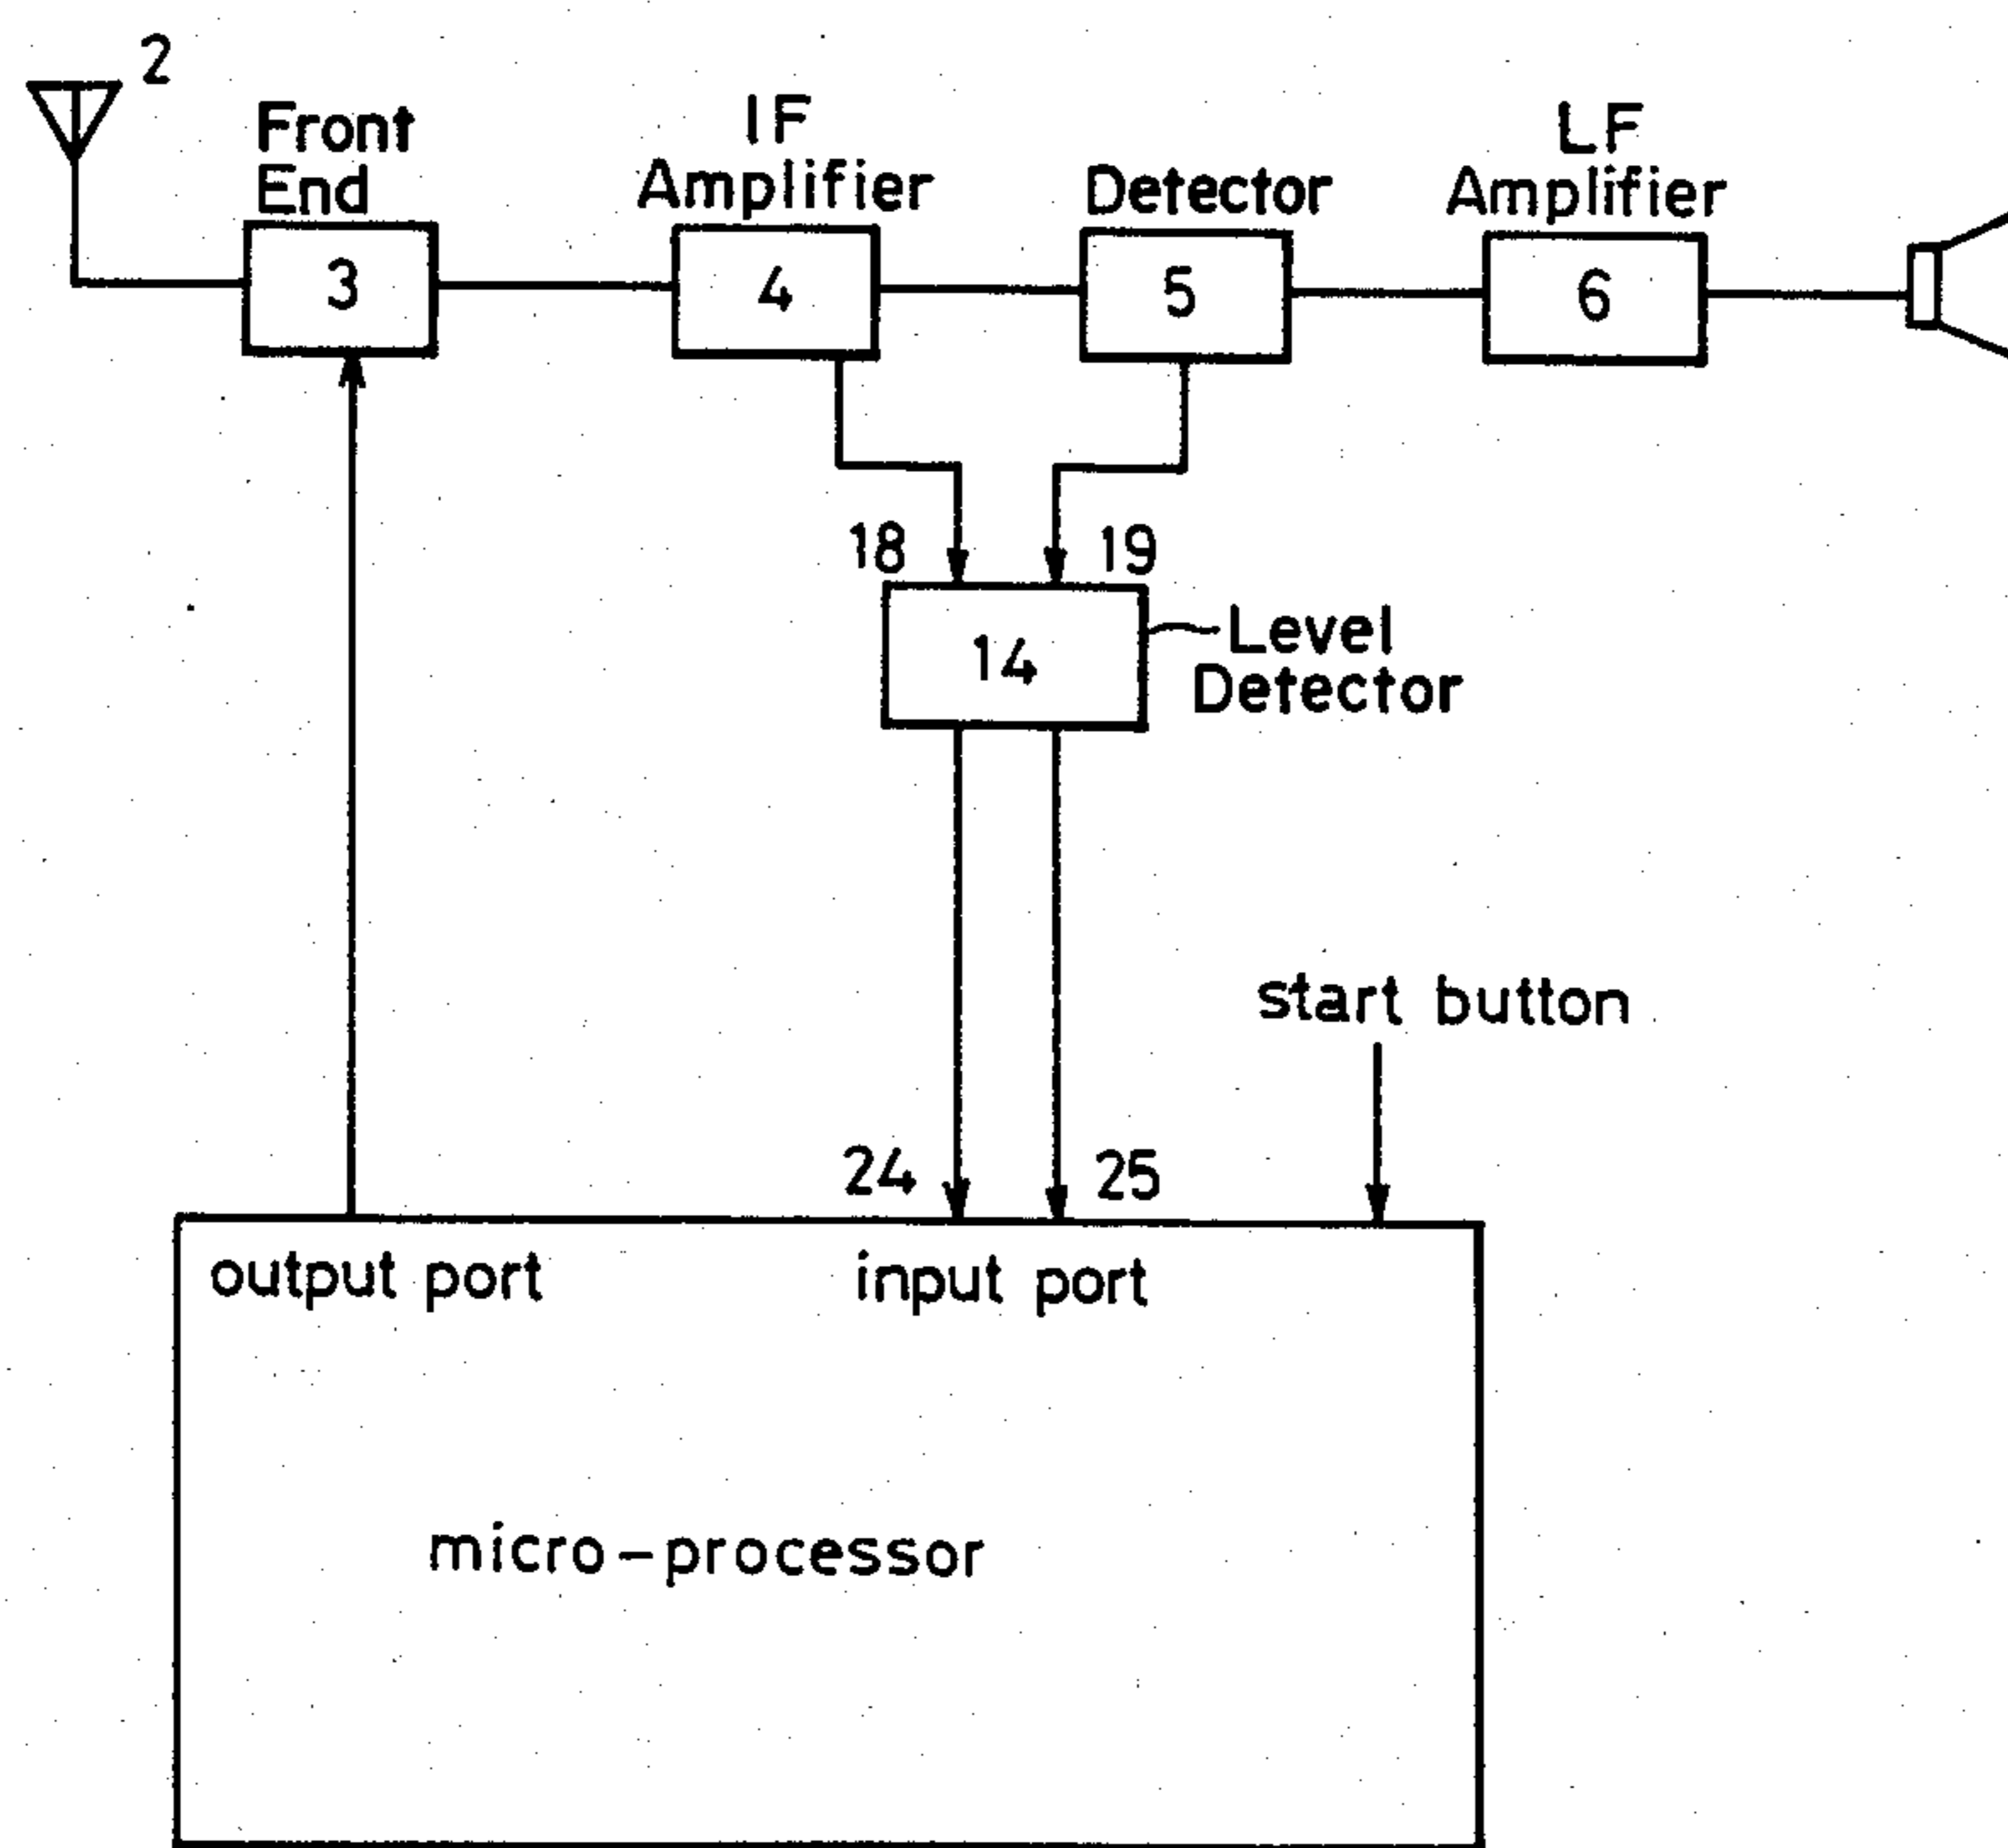 2
Front
End
IF
Amplifier
Detector
LF
Amplifier
3
4
5
6
18
19
14
Level
Detector
start button
24
25
output port
input port
micro-processor